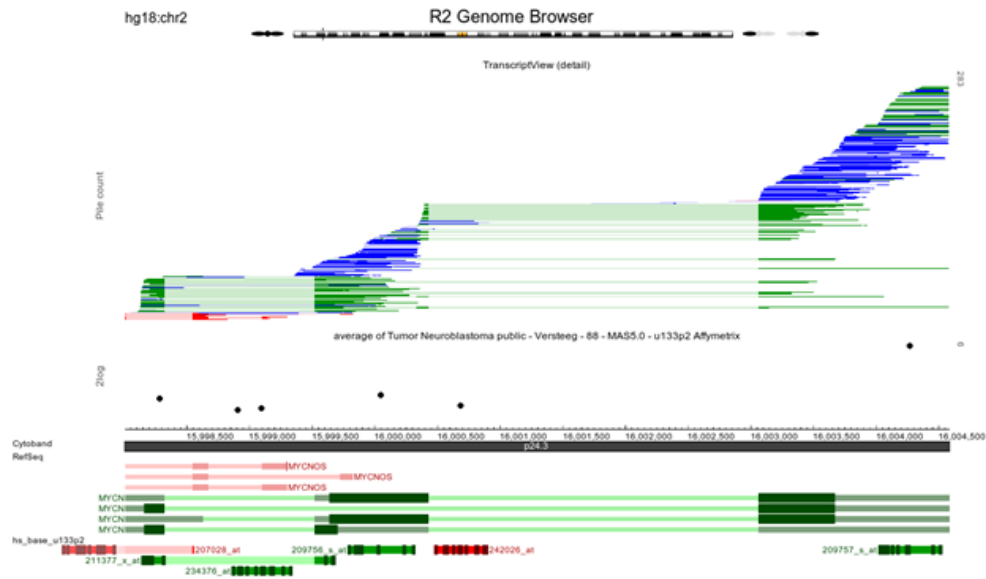 hg18:chr2
R2 Genome Browser
TranscriptView (detail)
283
Pile count
average of Tumor Neuroblastoma public - Versteeg - 88 - MAS5.0 - u133p2 Affymetrix
2log
15,998,500 15,999,000 15,999,500 16,000,000 16,000,500 16,001,000 16,001,500 16,002,000 16,002,500 16,003,000 16,003,500 16,004,000 16,004,500
Cytoband
p24.3
RefSeq
MYCNOS
MYCNOS
MYCNOS
MYCN
MYCN
MYCN
MYCN
hs_base_u133p2
207028_at 209756_s_at 242026_at 209757_s_at
211377_x_at
234376_at